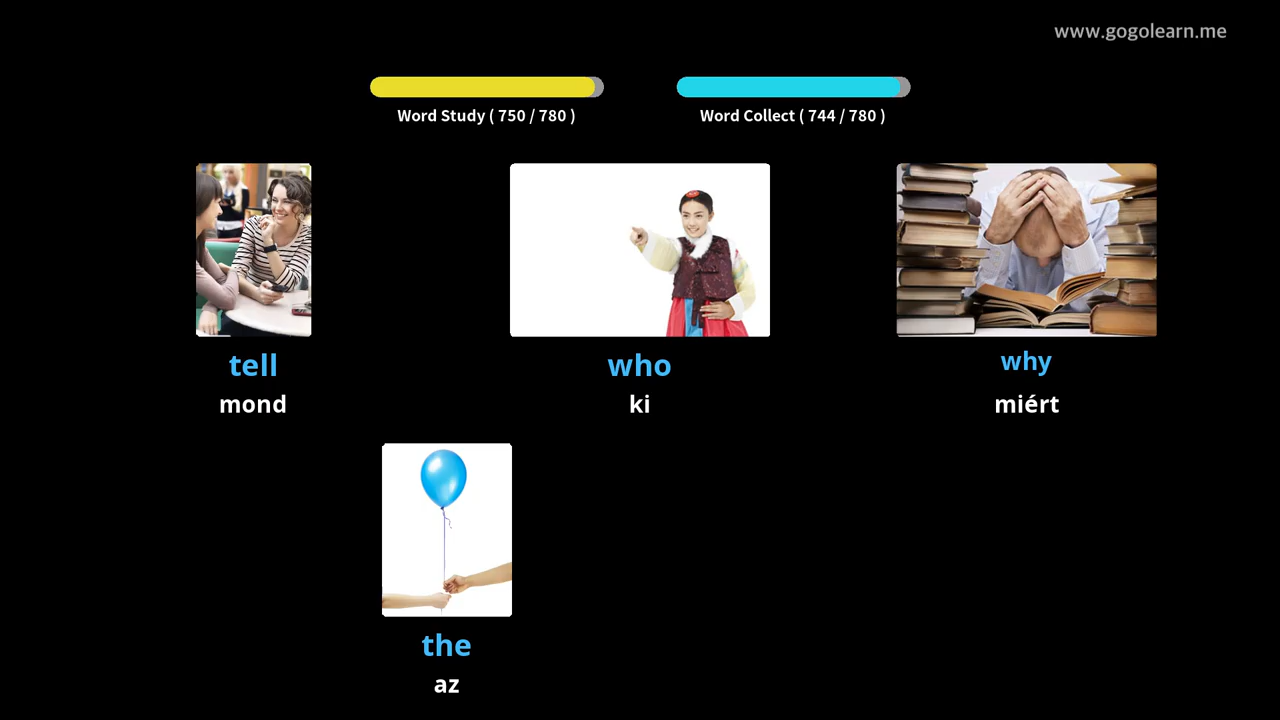 www.gogolearn.me
Word Study ( 750 / 780 )
Word Collect ( 744 / 780 )
tell
mond
who
ki
why
miért
the
az